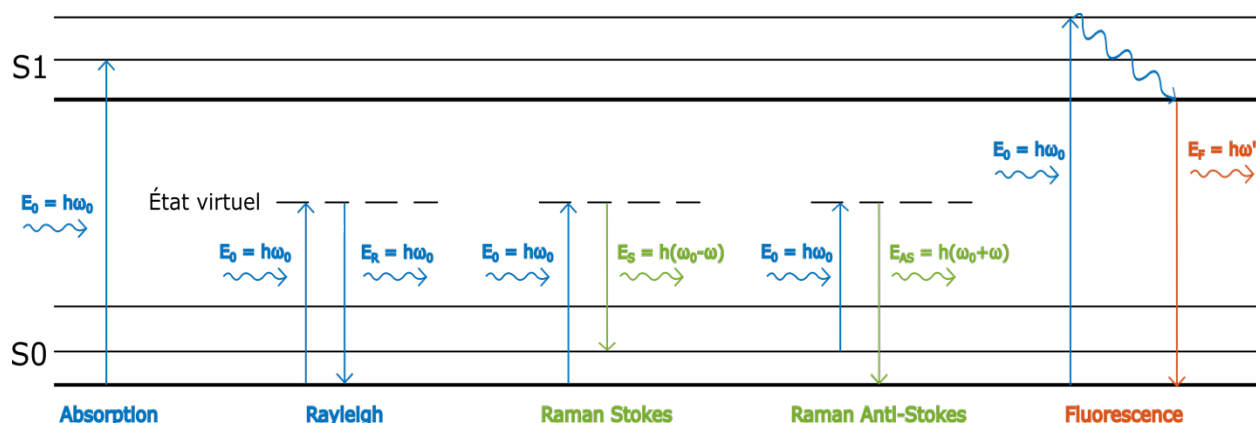 S1
E₀ = hω₀
E_F = hω'
E₀ = hω₀
État virtuel
E₀ = hω₀
E_R = hω₀
E₀ = hω₀
E_S = h(ω₀-ω)
E₀ = hω₀
E_AS = h(ω₀+ω)
S0
Absorption
Rayleigh
Raman Stokes
Raman Anti-Stokes
Fluorescence